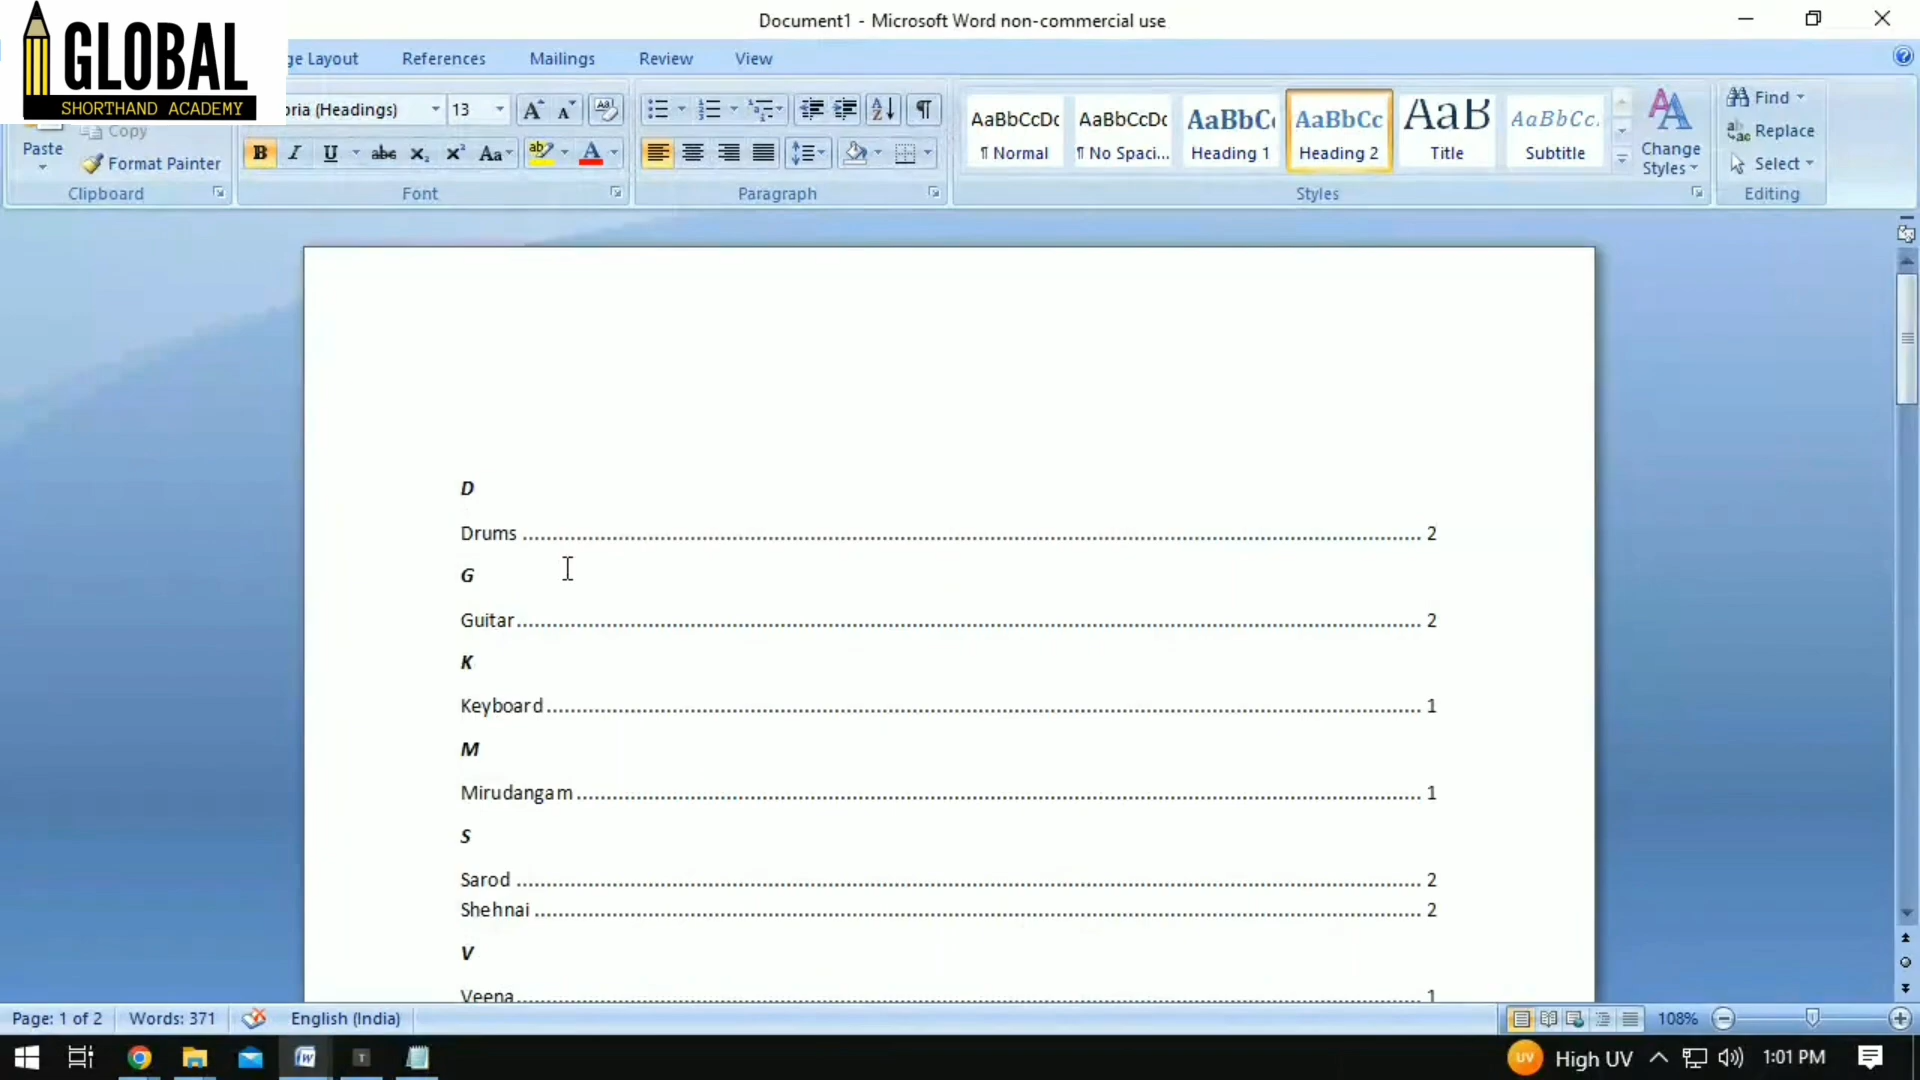 Document1 - Microsoft Word non-commercial use
GLOBAL
SHORTHAND ACADEMY
ge Layout References Mailings Review View
oria (Headings) 13
Copy
Paste
Format Painter
AaBbCcDc AaBbCcDc AaBbC AaBbCc AaB AaBbCc.
¶ Normal ¶ No Spaci... Heading 1 Heading 2 Title Subtitle
Change Styles
Find
Replace
Select
Clipboard Font Paragraph Styles Editing
D
Drums 2
G
Guitar 2
K
Keyboard 1
M
Mirudangam 1
S
Sarod 2
Shehnai 2
V
Veena 1
Page: 1 of 2 Words: 371 English (India) 108%
UV High UV 1:01 PM